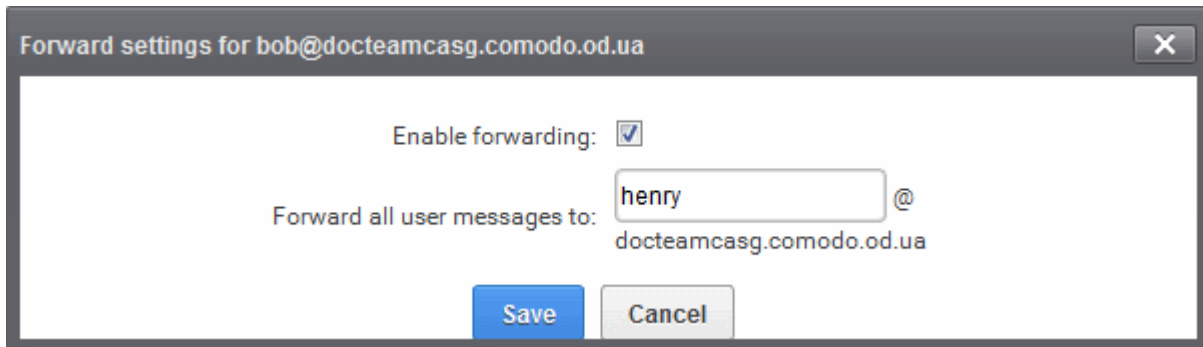 Forward settings for bob@docteamcasg.comodo.od.ua
Enable forwarding:
Forward all user messages to: henry @
docteamcasg.comodo.od.ua
Save Cancel